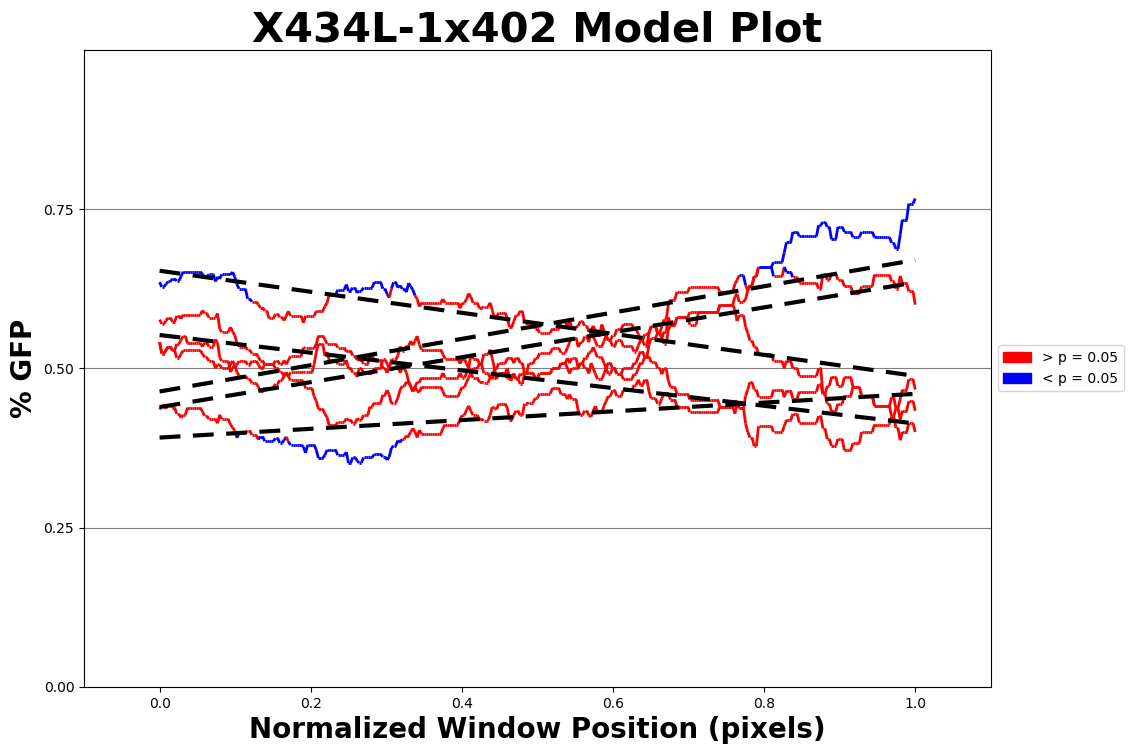 X434L-1x402 Model Plot
% GFP
0.75
0.50
0.25
0.00
0.0 0.2 0.4 0.6 0.8 1.0
Normalized Window Position (pixels)
> p = 0.05
< p = 0.05